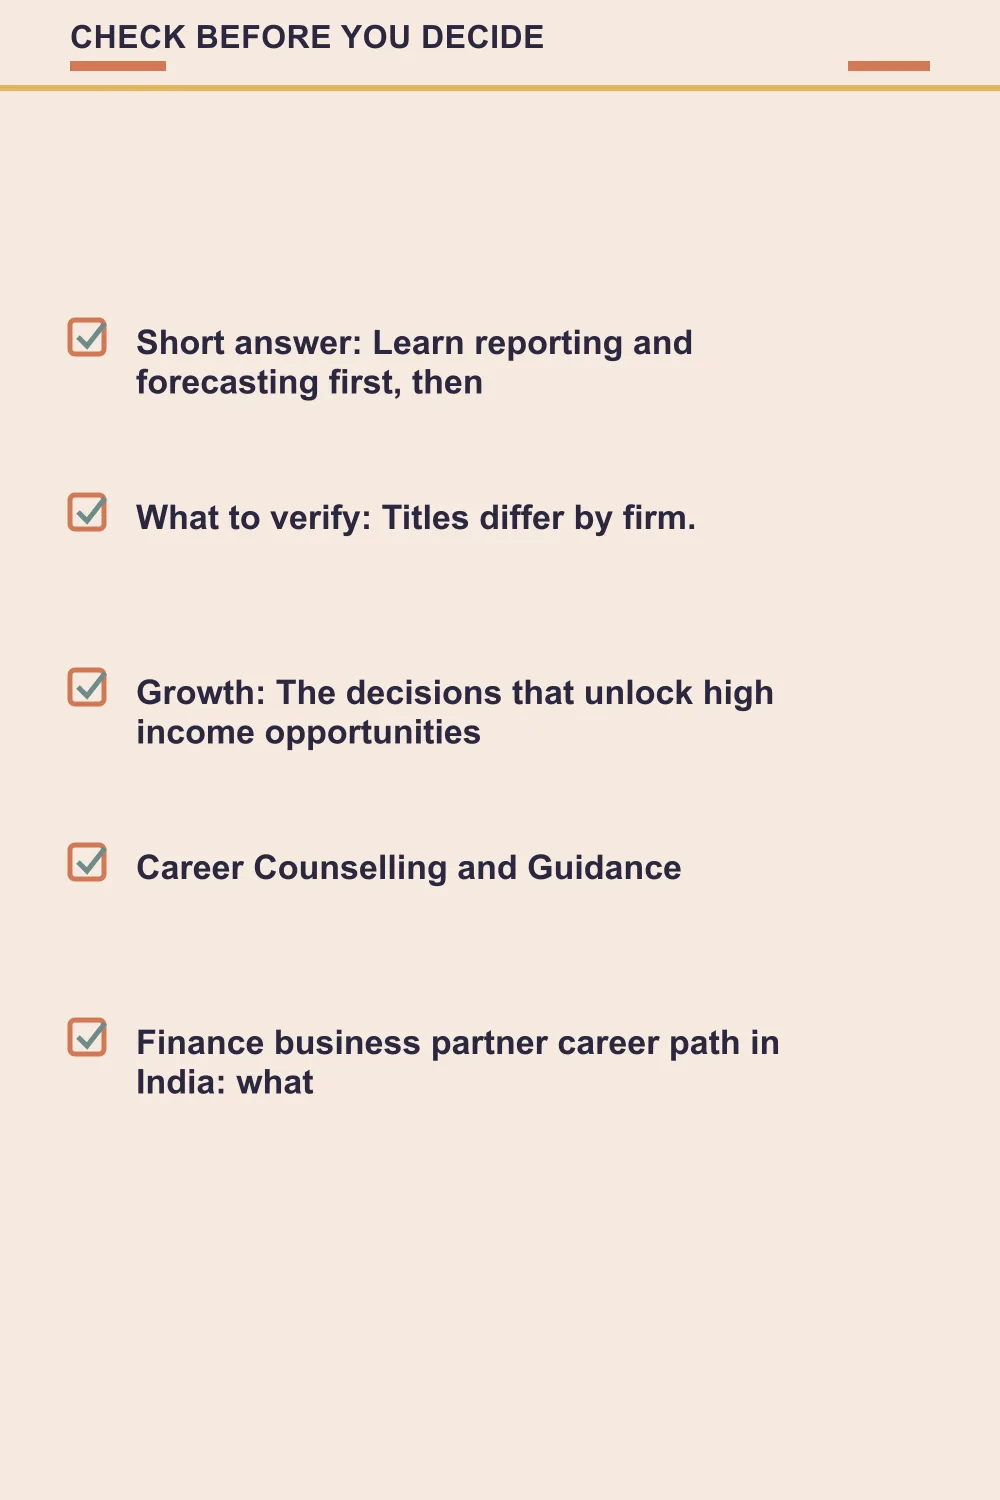 CHECK BEFORE YOU DECIDE
Short answer: Learn reporting and
forecasting first, then
What to verify: Titles differ by firm.
Growth: The decisions that unlock high
income opportunities
Career Counselling and Guidance
Finance business partner career path in
India: what